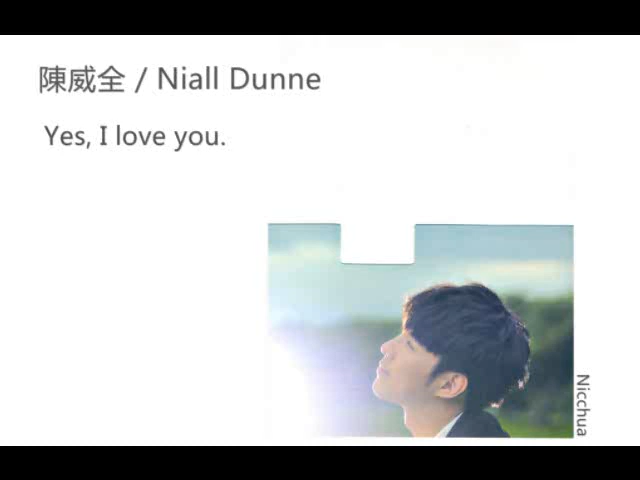 陳威全 / Niall Dunne
Yes, I love you.
Nicchua